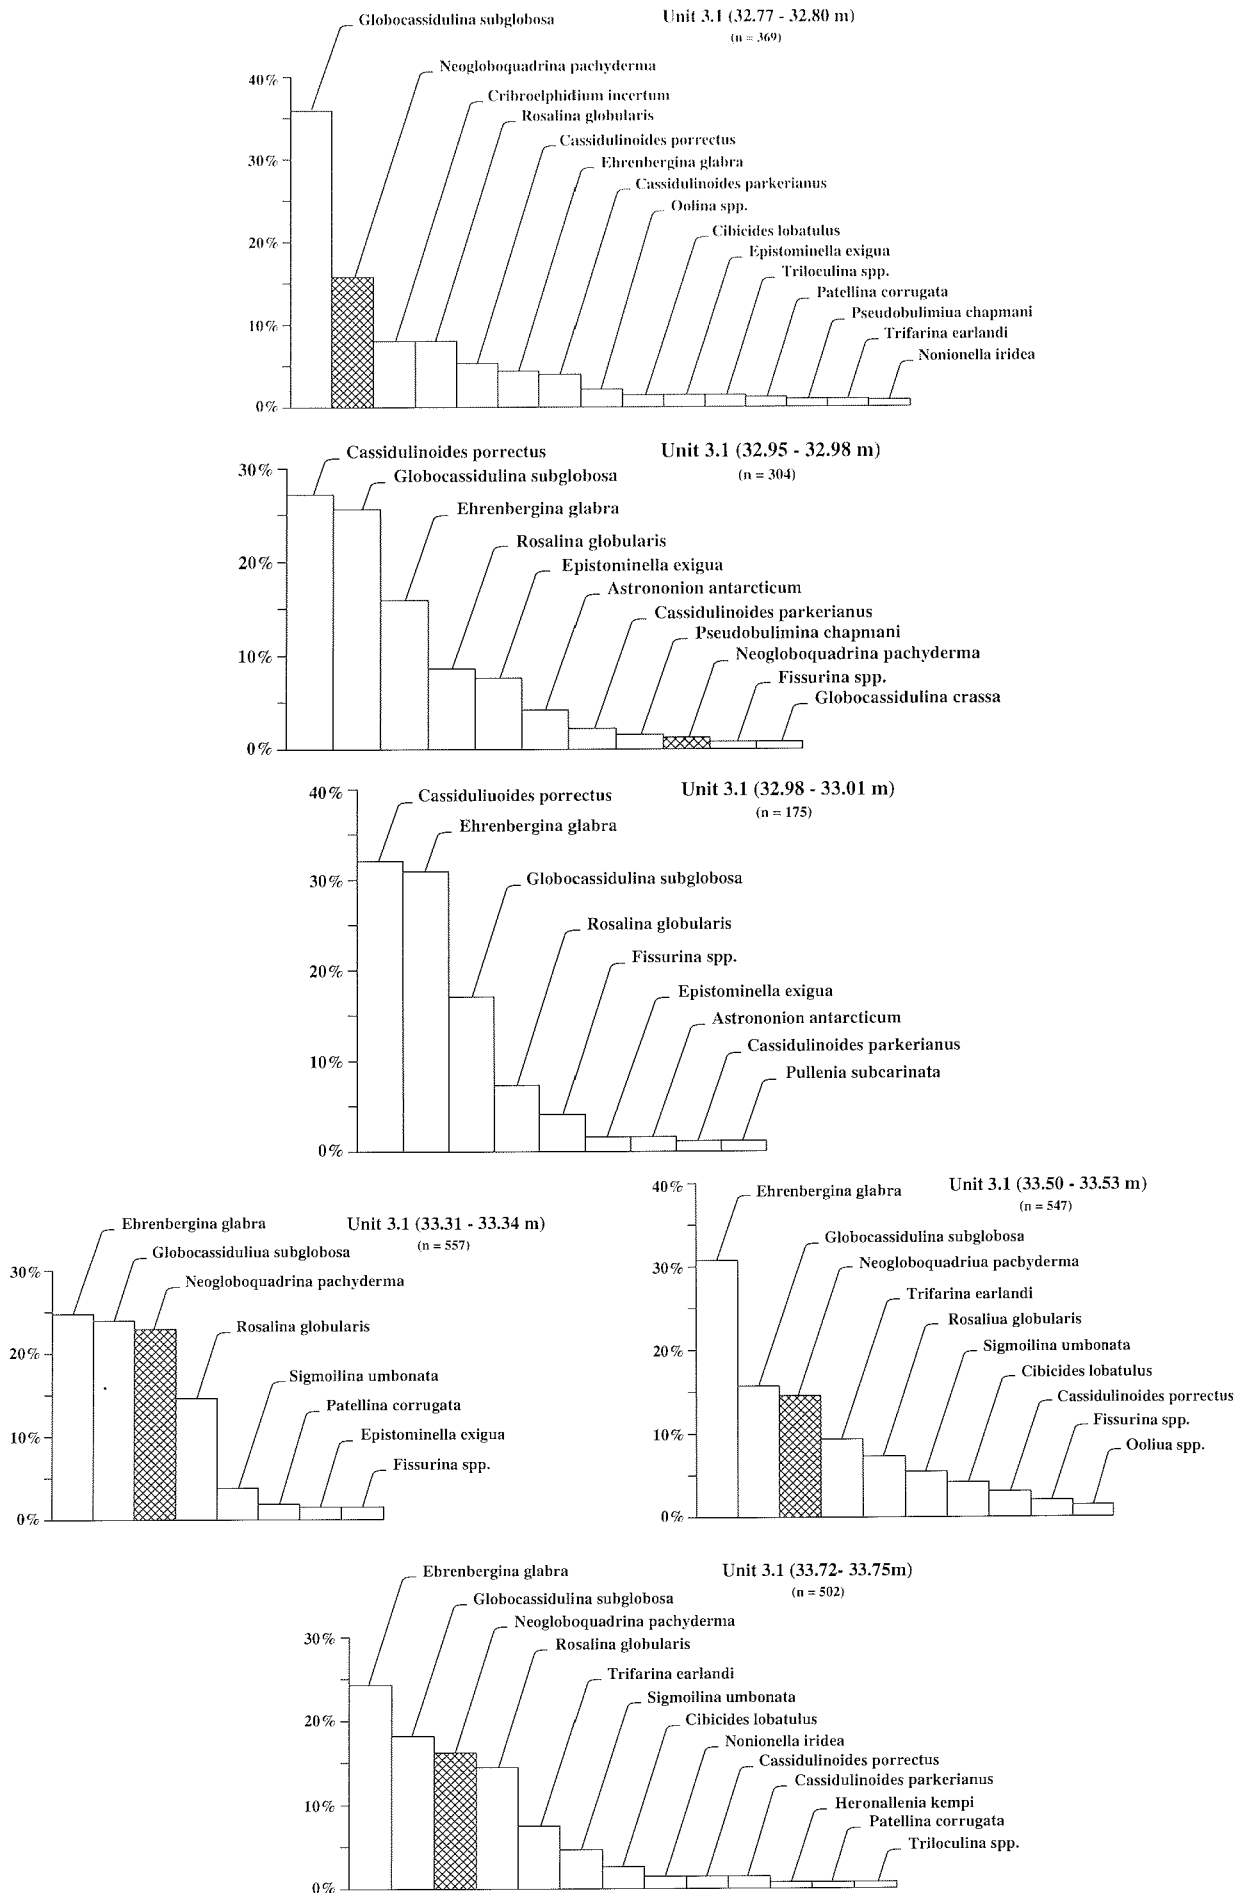 Globocassidulina subglobosa
Unit 3.1 (32.77 - 32.80 m)
(n = 369)
Neogloboquadrina pachyderma
40%
Cribroelphidium incertum
Rosalina globularis
Cassidulinoides porrectus
30%
Ehrenbergina glabra
Cassidulinoides parkerianus
Oolina spp.
Cibicides lobatulus
20%
Epistominella exigua
Triloculina spp.
Patellina corrugata
Pseudobulimiua chapmani
10%
Trifarina earlandi
Nonionella iridea
0%
Cassidulinoides porrectus
Unit 3.1 (32.95 - 32.98 m)
(n = 304)
30%
Globocassidulina subglobosa
Ehrenbergina glabra
Rosalina globularis
20%
Epistominella exigua
Astrononion antarcticum
Cassidulinoides parkerianus
Pseudobulimina chapmani
10%
Neogloboquadrina pachyderma
Fissurina spp.
Globocassidulina crassa
0%
40%
Cassiduliuoides porrectus
Unit 3.1 (32.98 - 33.01 m)
(n = 175)
Ehrenbergina glabra
30%
Globocassidulina subglobosa
Rosalina globularis
20%
Fissurina spp.
Epistominella exigua
Astrononion antarcticum
10%
Cassidulinoides parkerianus
Pullenia subcarinata
0%
Ehrenbergina glabra
Unit 3.1 (33.31 - 33.34 m)
(n = 557)
Globocassiduliua subglobosa
30%
Neogloboquadrina pachyderma
Rosalina globularis
20%
Sigmoilina umbonata
Patellina corrugata
10%
Epistominella exigua
Fissurina spp.
0%
40%
Ehrenbergina glabra
Unit 3.1 (33.50 - 33.53 m)
(n = 547)
Globocassidulina subglobosa
30%
Neogloboquadriua pacbyderma
Trifarina earlandi
Rosaliua globularis
20%
Sigmoilina umbonata
Cibicides lobatulus
Cassidulinoides porrectus
10%
Fissurina spp.
Ooliua spp.
0%
Ebrenbergina glabra
Unit 3.1 (33.72- 33.75m)
(n = 502)
Globocassidulina subglobosa
Neogloboquadrina pachyderma
30%
Rosalina globularis
Trifarina earlandi
Sigmoilina umbonata
20%
Cibicides lobatulus
Nonionella iridea
Cassidulinoides porrectus
Cassidulinoides parkerianus
10%
Heronallenia kempi
Patellina corrugata
Triloculina spp.
0%